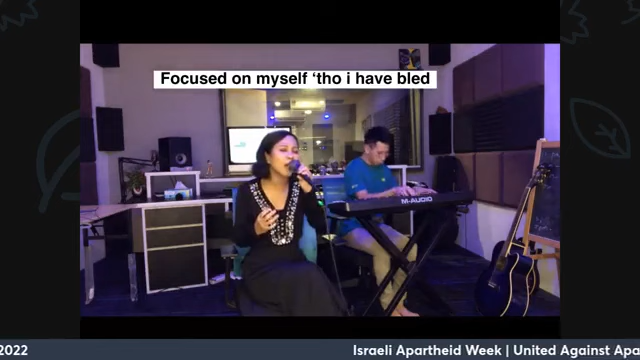 Focused on myself ‘tho i have bled
M-AUDIO
2022
Israeli Apartheid Week | United Against Apa